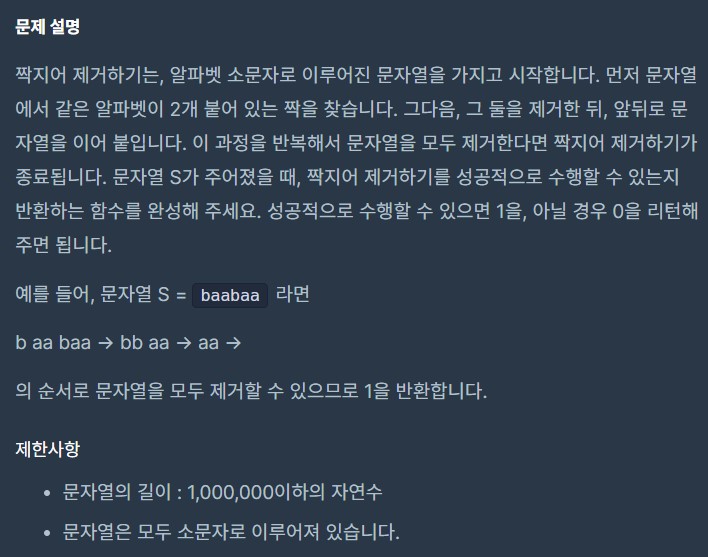 문제 설명
짝지어 제거하기는, 알파벳 소문자로 이루어진 문자열을 가지고 시작합니다. 먼저 문자열
에서 같은 알파벳이 2개 붙어 있는 짝을 찾습니다. 그다음, 그 둘을 제거한 뒤, 앞뒤로 문
자열을 이어 붙입니다. 이 과정을 반복해서 문자열을 모두 제거한다면 짝지어 제거하기가
종료됩니다. 문자열 S가 주어졌을 때, 짝지어 제거하기를 성공적으로 수행할 수 있는지
반환하는 함수를 완성해 주세요. 성공적으로 수행할 수 있으면 1을, 아닐 경우 0을 리턴해
주면 됩니다.
예를 들어, 문자열 S = baabaa 라면
b aa baa → bb aa → aa →
의 순서로 문자열을 모두 제거할 수 있으므로 1을 반환합니다.
제한사항
• 문자열의 길이 : 1,000,000이하의 자연수
• 문자열은 모두 소문자로 이루어져 있습니다.